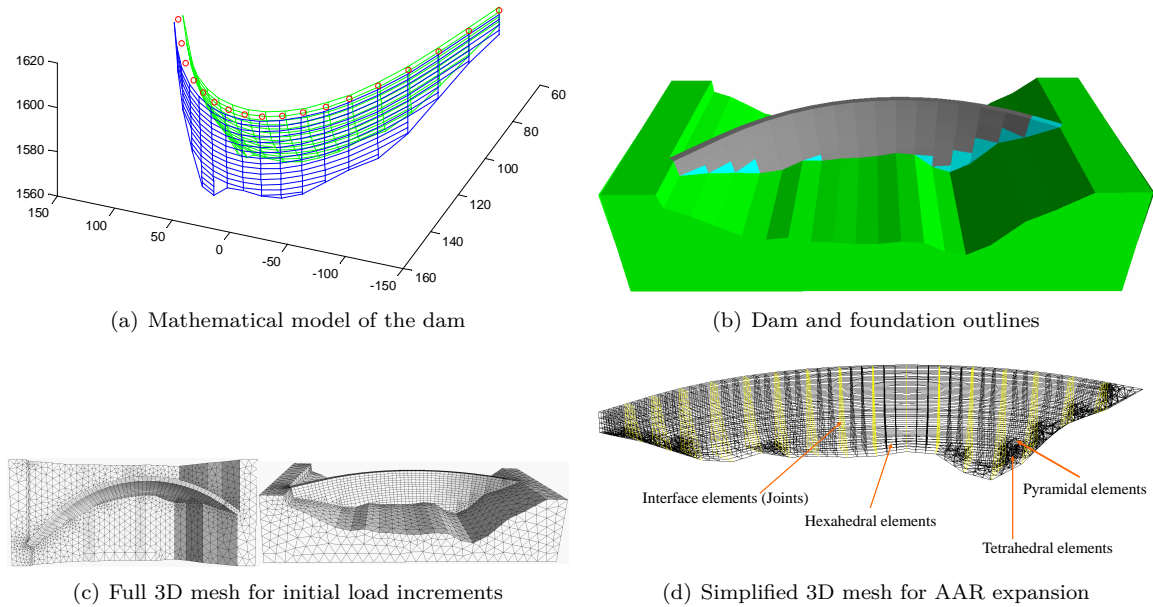 1620
1600
1580
1560
150
100
50
0
-50
-100
-150
60
80
100
120
140
160
(a) Mathematical model of the dam
(b) Dam and foundation outlines
Interface elements (Joints)
Hexahedral elements
Pyramidal elements
Tetrahedral elements
(c) Full 3D mesh for initial load increments
(d) Simplified 3D mesh for AAR expansion